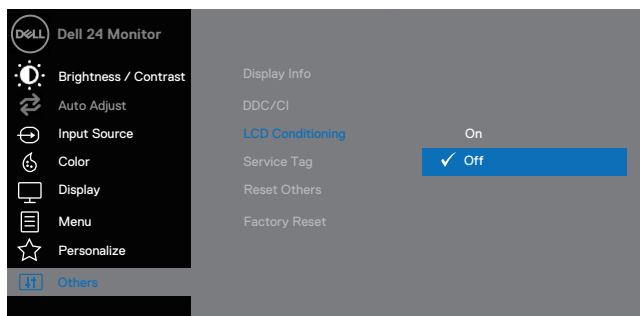 DELL Dell 24 Monitor
Brightness / Contrast
Auto Adjust
Input Source
Color
Display
Menu
Personalize
Others
Display Info
DDC/CI
LCD Conditioning
Service Tag
Reset Others
Factory Reset
On
Off